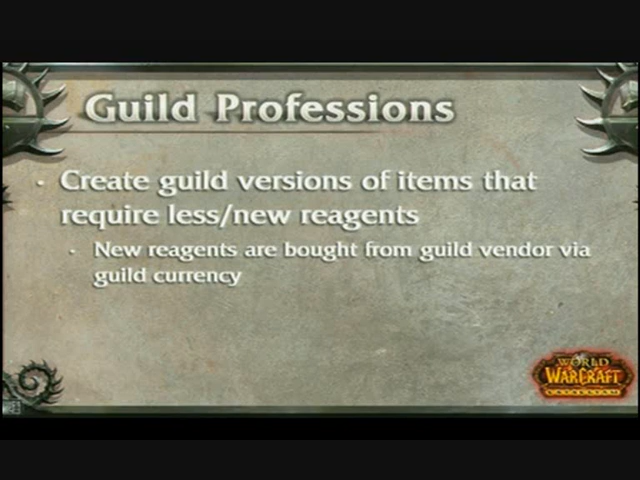 Guild Professions
• Create guild versions of items that
require less/new reagents
• New reagents are bought from guild vendor via
guild currency
WORLD
WARCRAFT
CATACLYSM